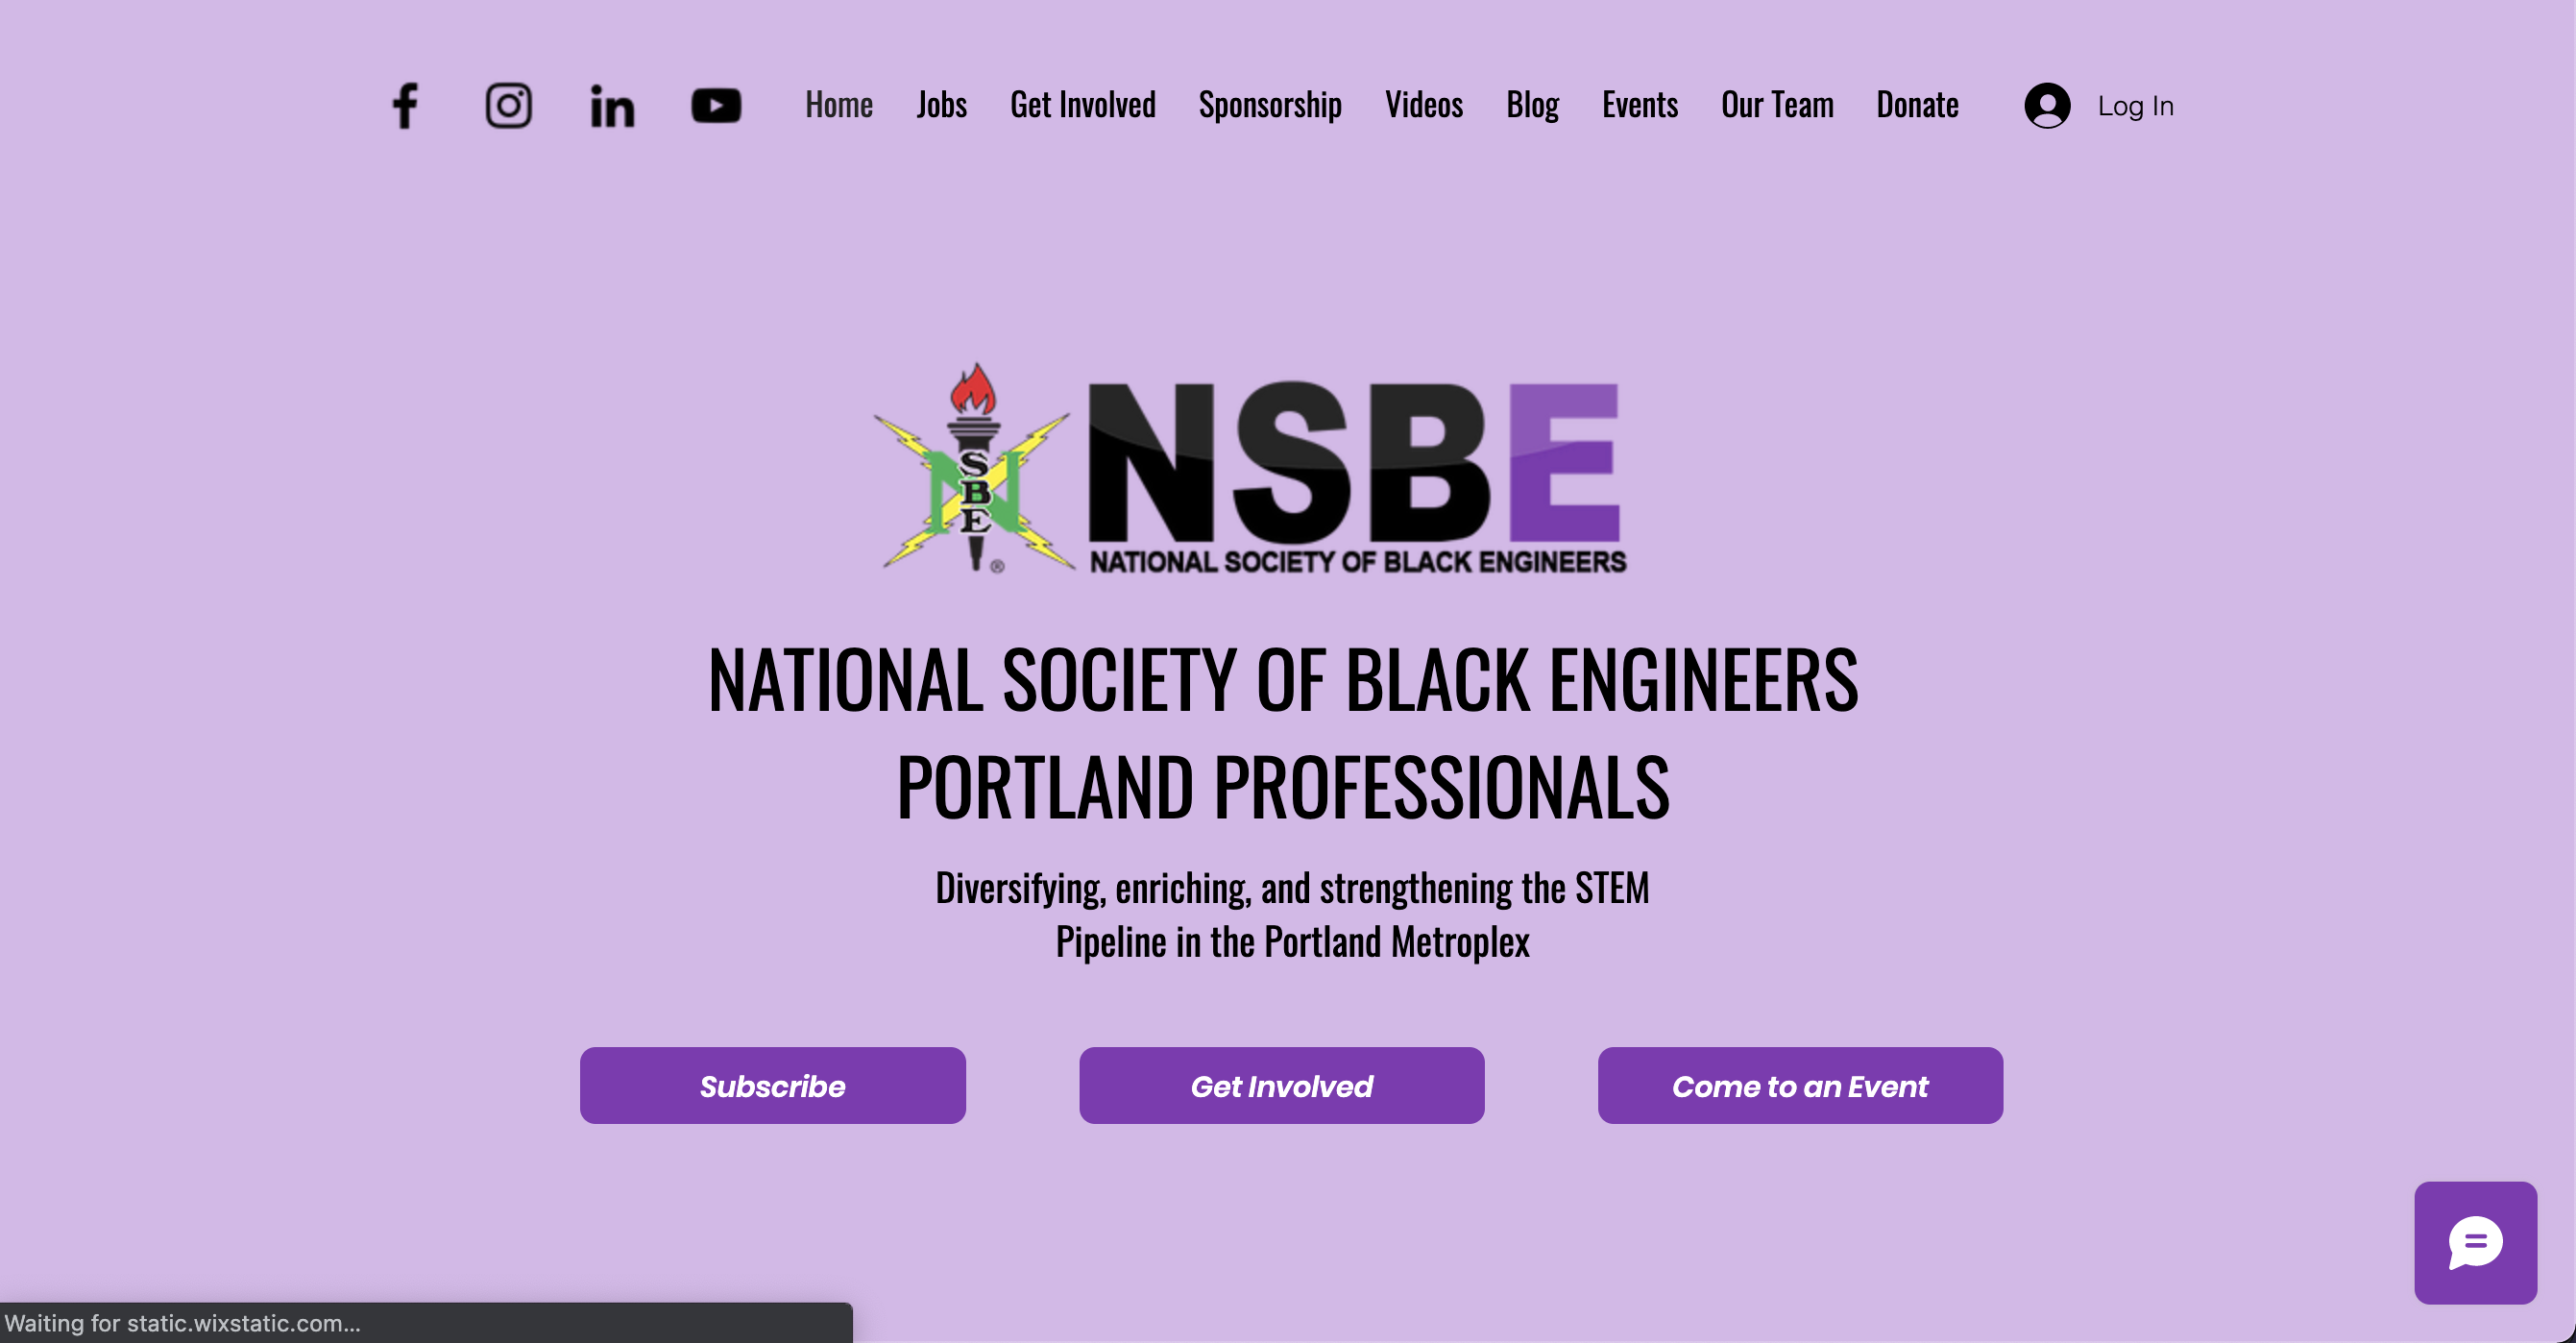 Home Jobs Get Involved Sponsorship Videos Blog Events Our Team Donate Log In
S
B
E
N
®
NSBE
NATIONAL SOCIETY OF BLACK ENGINEERS
NATIONAL SOCIETY OF BLACK ENGINEERS
PORTLAND PROFESSIONALS
Diversifying, enriching, and strengthening the STEM
Pipeline in the Portland Metroplex
Subscribe Get Involved Come to an Event
Waiting for static.wixstatic.com...